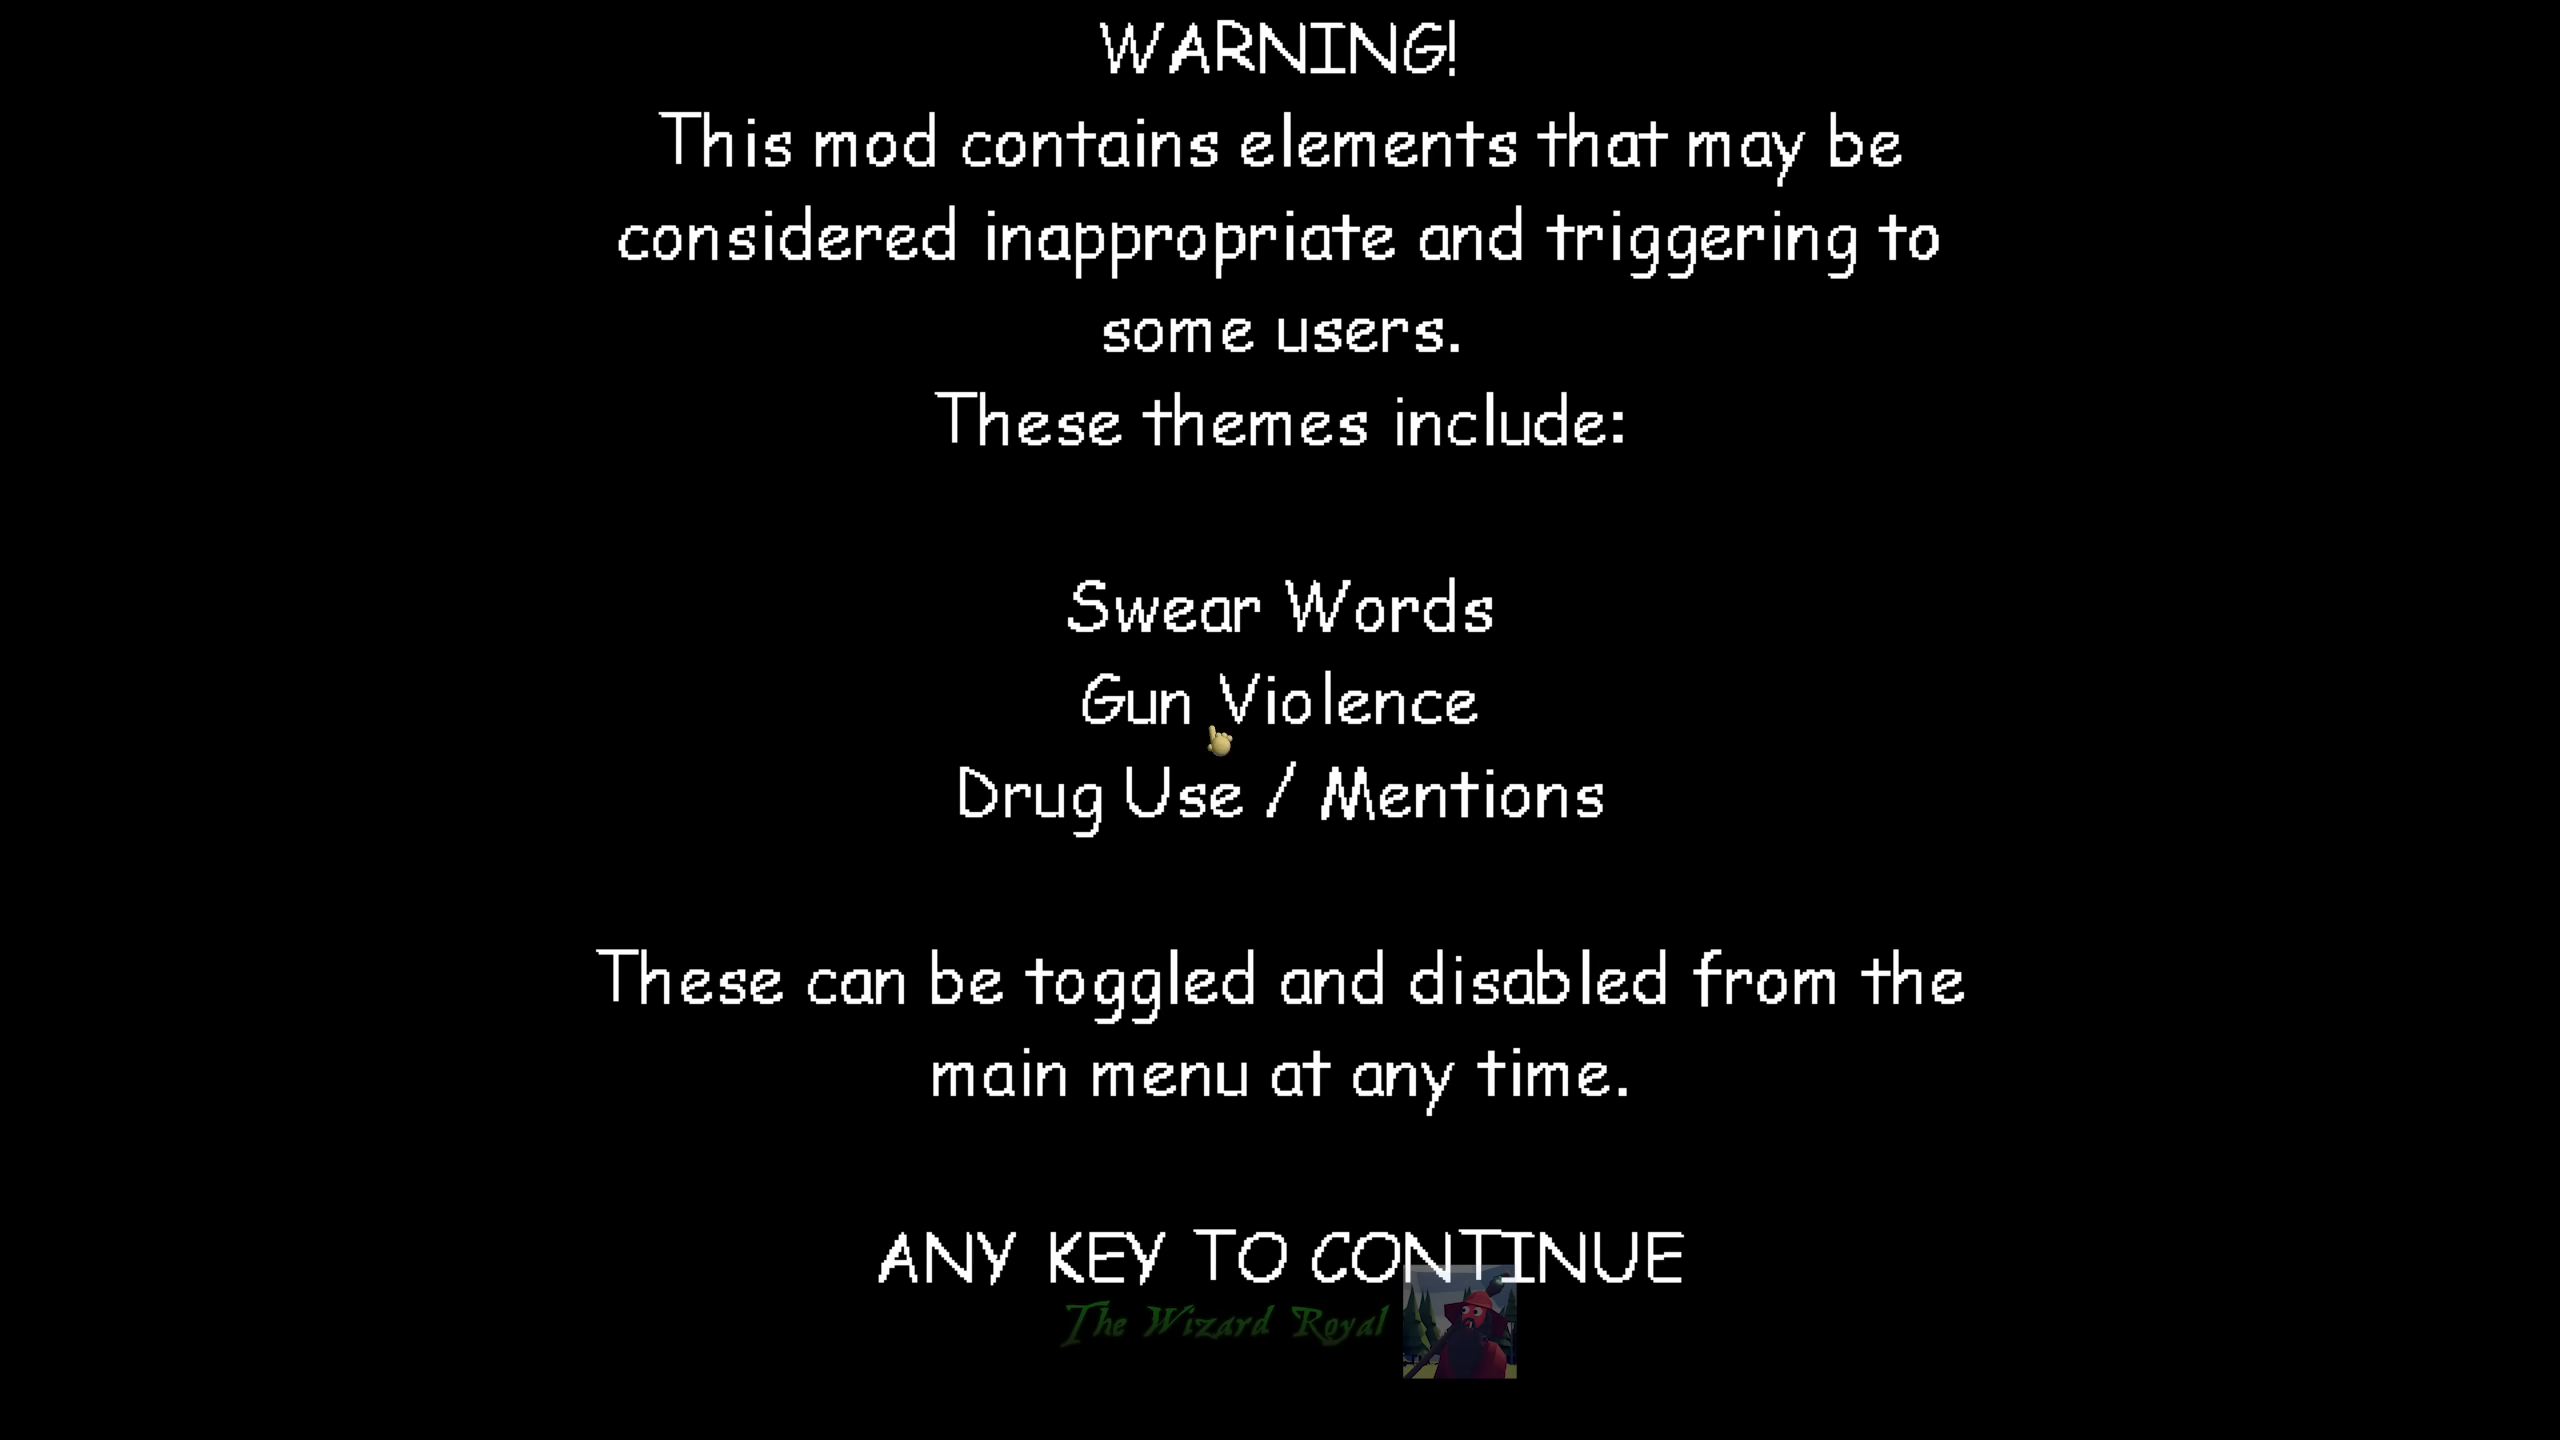 WARNING!
This mod contains elements that may be
considered inappropriate and triggering to
some users.
These themes include:
Swear Words
Gun Violence
Drug Use / Mentions
These can be toggled and disabled from the
main menu at any time.
ANY KEY TO CONTINUE
The Wizard Royal